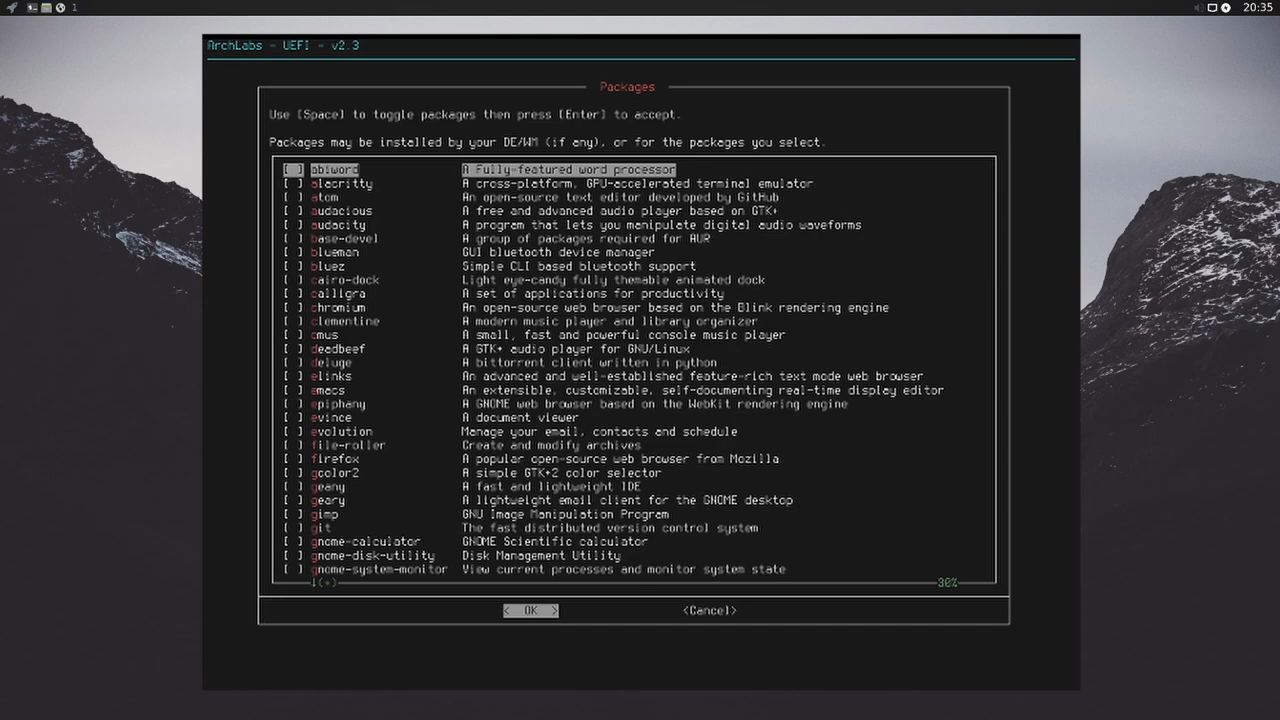 1 20:35
ArchLabs - UEFI - v2.3
Packages
Use [Space] to toggle packages then press [Enter] to accept.
Packages may be installed by your DE/WM (if any), or for the packages you select.
[ ] abiword A Fully-featured word processor
[ ] alacritty A cross-platform, GPU-accelerated terminal emulator
[ ] atom An open-source text editor developed by GitHub
[ ] audacious A free and advanced audio player based on GTK+
[ ] audacity A program that lets you manipulate digital audio waveforms
[ ] base-devel A group of packages required for AUR
[ ] blueman GUI bluetooth device manager
[ ] bluez Simple CLI based bluetooth support
[ ] cairo-dock Light eye-candy fully themable animated dock
[ ] calligra A set of applications for productivity
[ ] chromium An open-source web browser based on the Blink rendering engine
[ ] clementine A modern music player and library organizer
[ ] cmus A small, fast and powerful console music player
[ ] deadbeef A GTK+ audio player for GNU/Linux
[ ] deluge A bittorrent client written in python
[ ] elinks An advanced and well-established feature-rich text mode web browser
[ ] emacs An extensible, customizable, self-documenting real-time display editor
[ ] epiphany A GNOME web browser based on the WebKit rendering engine
[ ] evince A document viewer
[ ] evolution Manage your email, contacts and schedule
[ ] file-roller Create and modify archives
[ ] firefox A popular open-source web browser from Mozilla
[ ] gcolor2 A simple GTK+2 color selector
[ ] geany A fast and lightweight IDE
[ ] geary A lightweight email client for the GNOME desktop
[ ] gimp GNU Image Manipulation Program
[ ] git The fast distributed version control system
[ ] gnome-calculator GNOME Scientific calculator
[ ] gnome-disk-utility Disk Management Utility
[ ] gnome-system-monitor View current processes and monitor system state
↓(+) 30%
< OK > <Cancel>